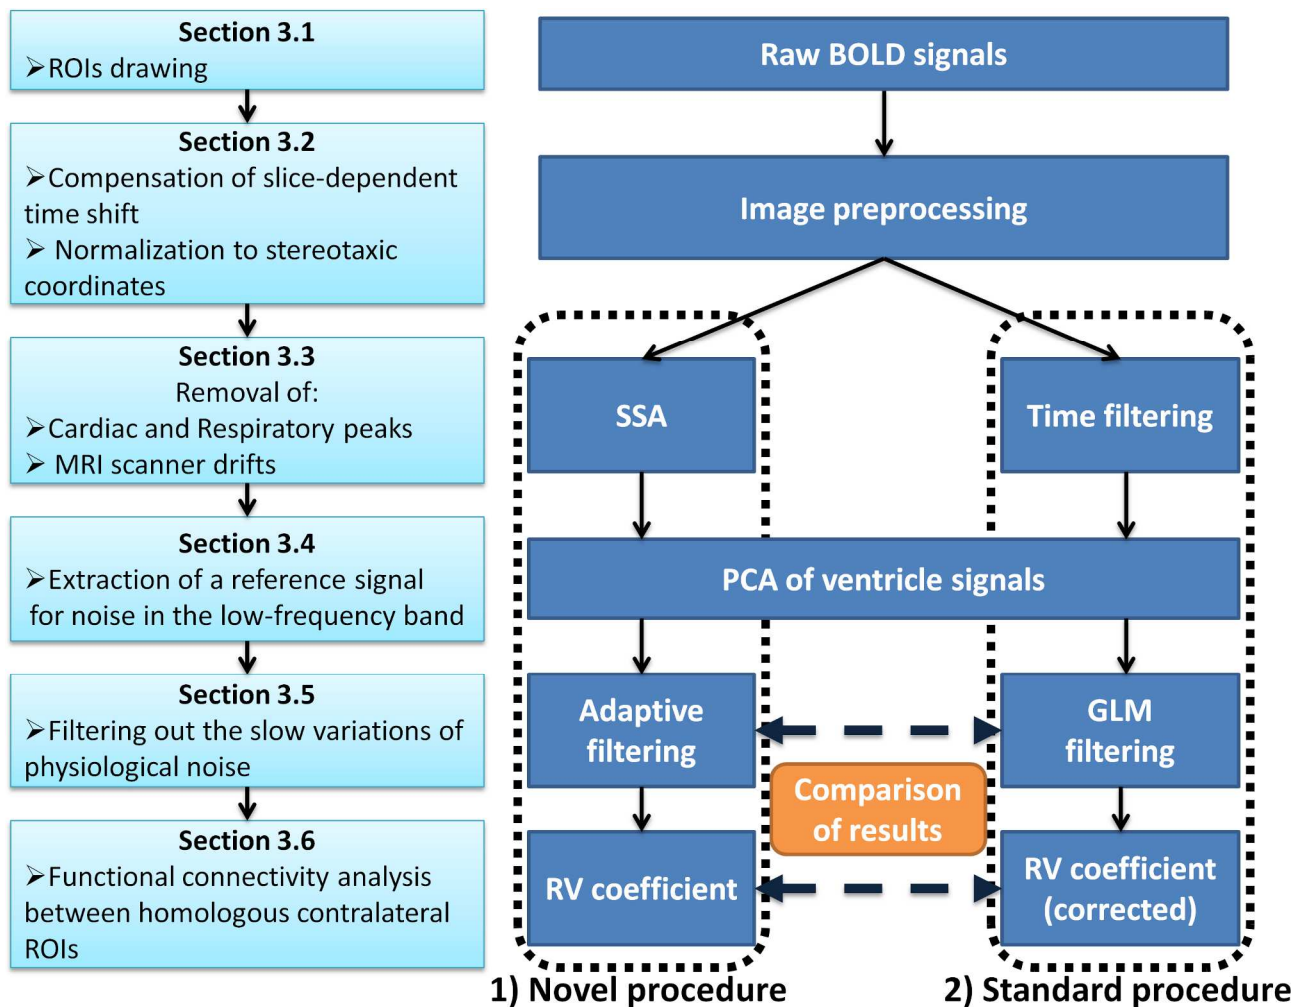 Section 3.1
➢ROIs drawing
Section 3.2
➢Compensation of slice-dependent
time shift
➢ Normalization to stereotaxic
coordinates
Section 3.3
Removal of:
➢Cardiac and Respiratory peaks
➢ MRI scanner drifts
Section 3.4
➢Extraction of a reference signal
for noise in the low-frequency band
Section 3.5
➢Filtering out the slow variations of
physiological noise
Section 3.6
➢Functional connectivity analysis
between homologous contralateral
ROIs
Raw BOLD signals
Image preprocessing
SSA
Time filtering
PCA of ventricle signals
Adaptive
filtering
GLM
filtering
Comparison
of results
RV coefficient
RV coefficient
(corrected)
1) Novel procedure
2) Standard procedure